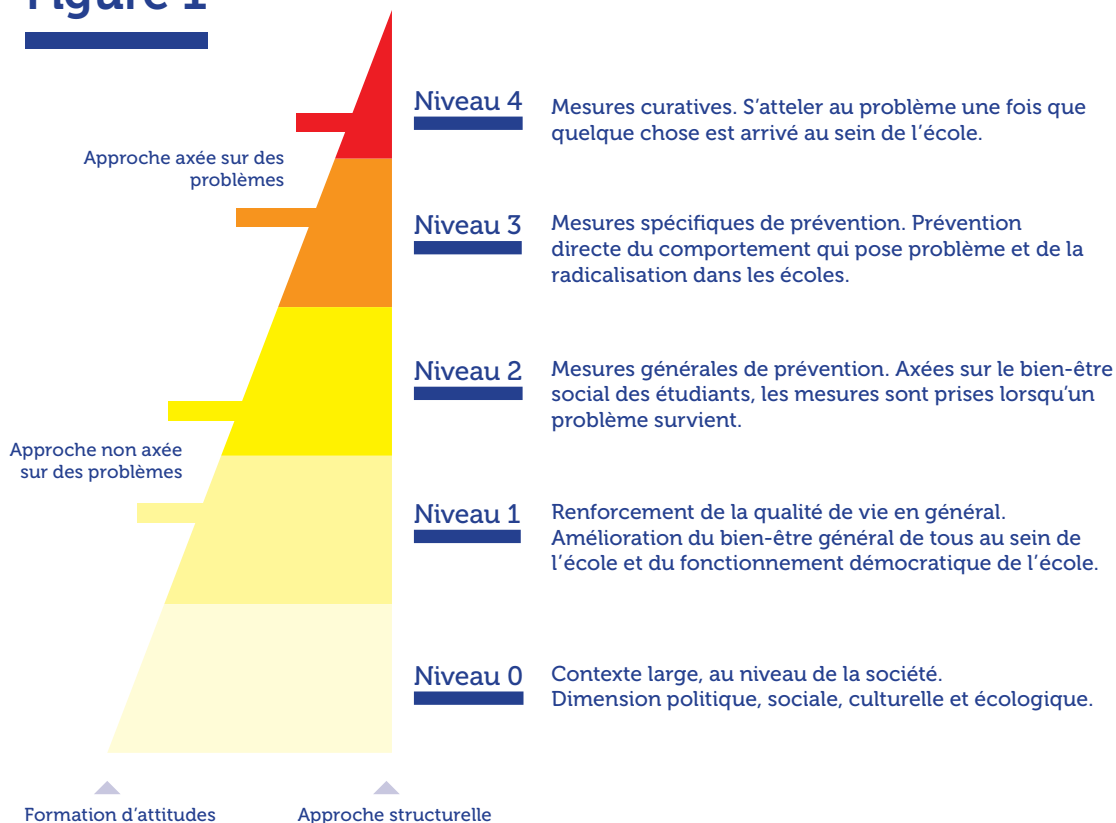 Figure 1
Niveau 4
Mesures curatives. S’atteler au problème une fois que
quelque chose est arrivé au sein de l’école.
Approche axée sur des
problèmes
Niveau 3
Mesures spécifiques de prévention. Prévention
directe du comportement qui pose problème et de la
radicalisation dans les écoles.
Niveau 2
Mesures générales de prévention. Axées sur le bien-être
social des étudiants, les mesures sont prises lorsqu’un
problème survient.
Approche non axée
sur des problèmes
Niveau 1
Renforcement de la qualité de vie en général.
Amélioration du bien-être général de tous au sein de
l’école et du fonctionnement démocratique de l’école.
Niveau 0
Contexte large, au niveau de la société.
Dimension politique, sociale, culturelle et écologique.
Formation d’attitudes
Approche structurelle